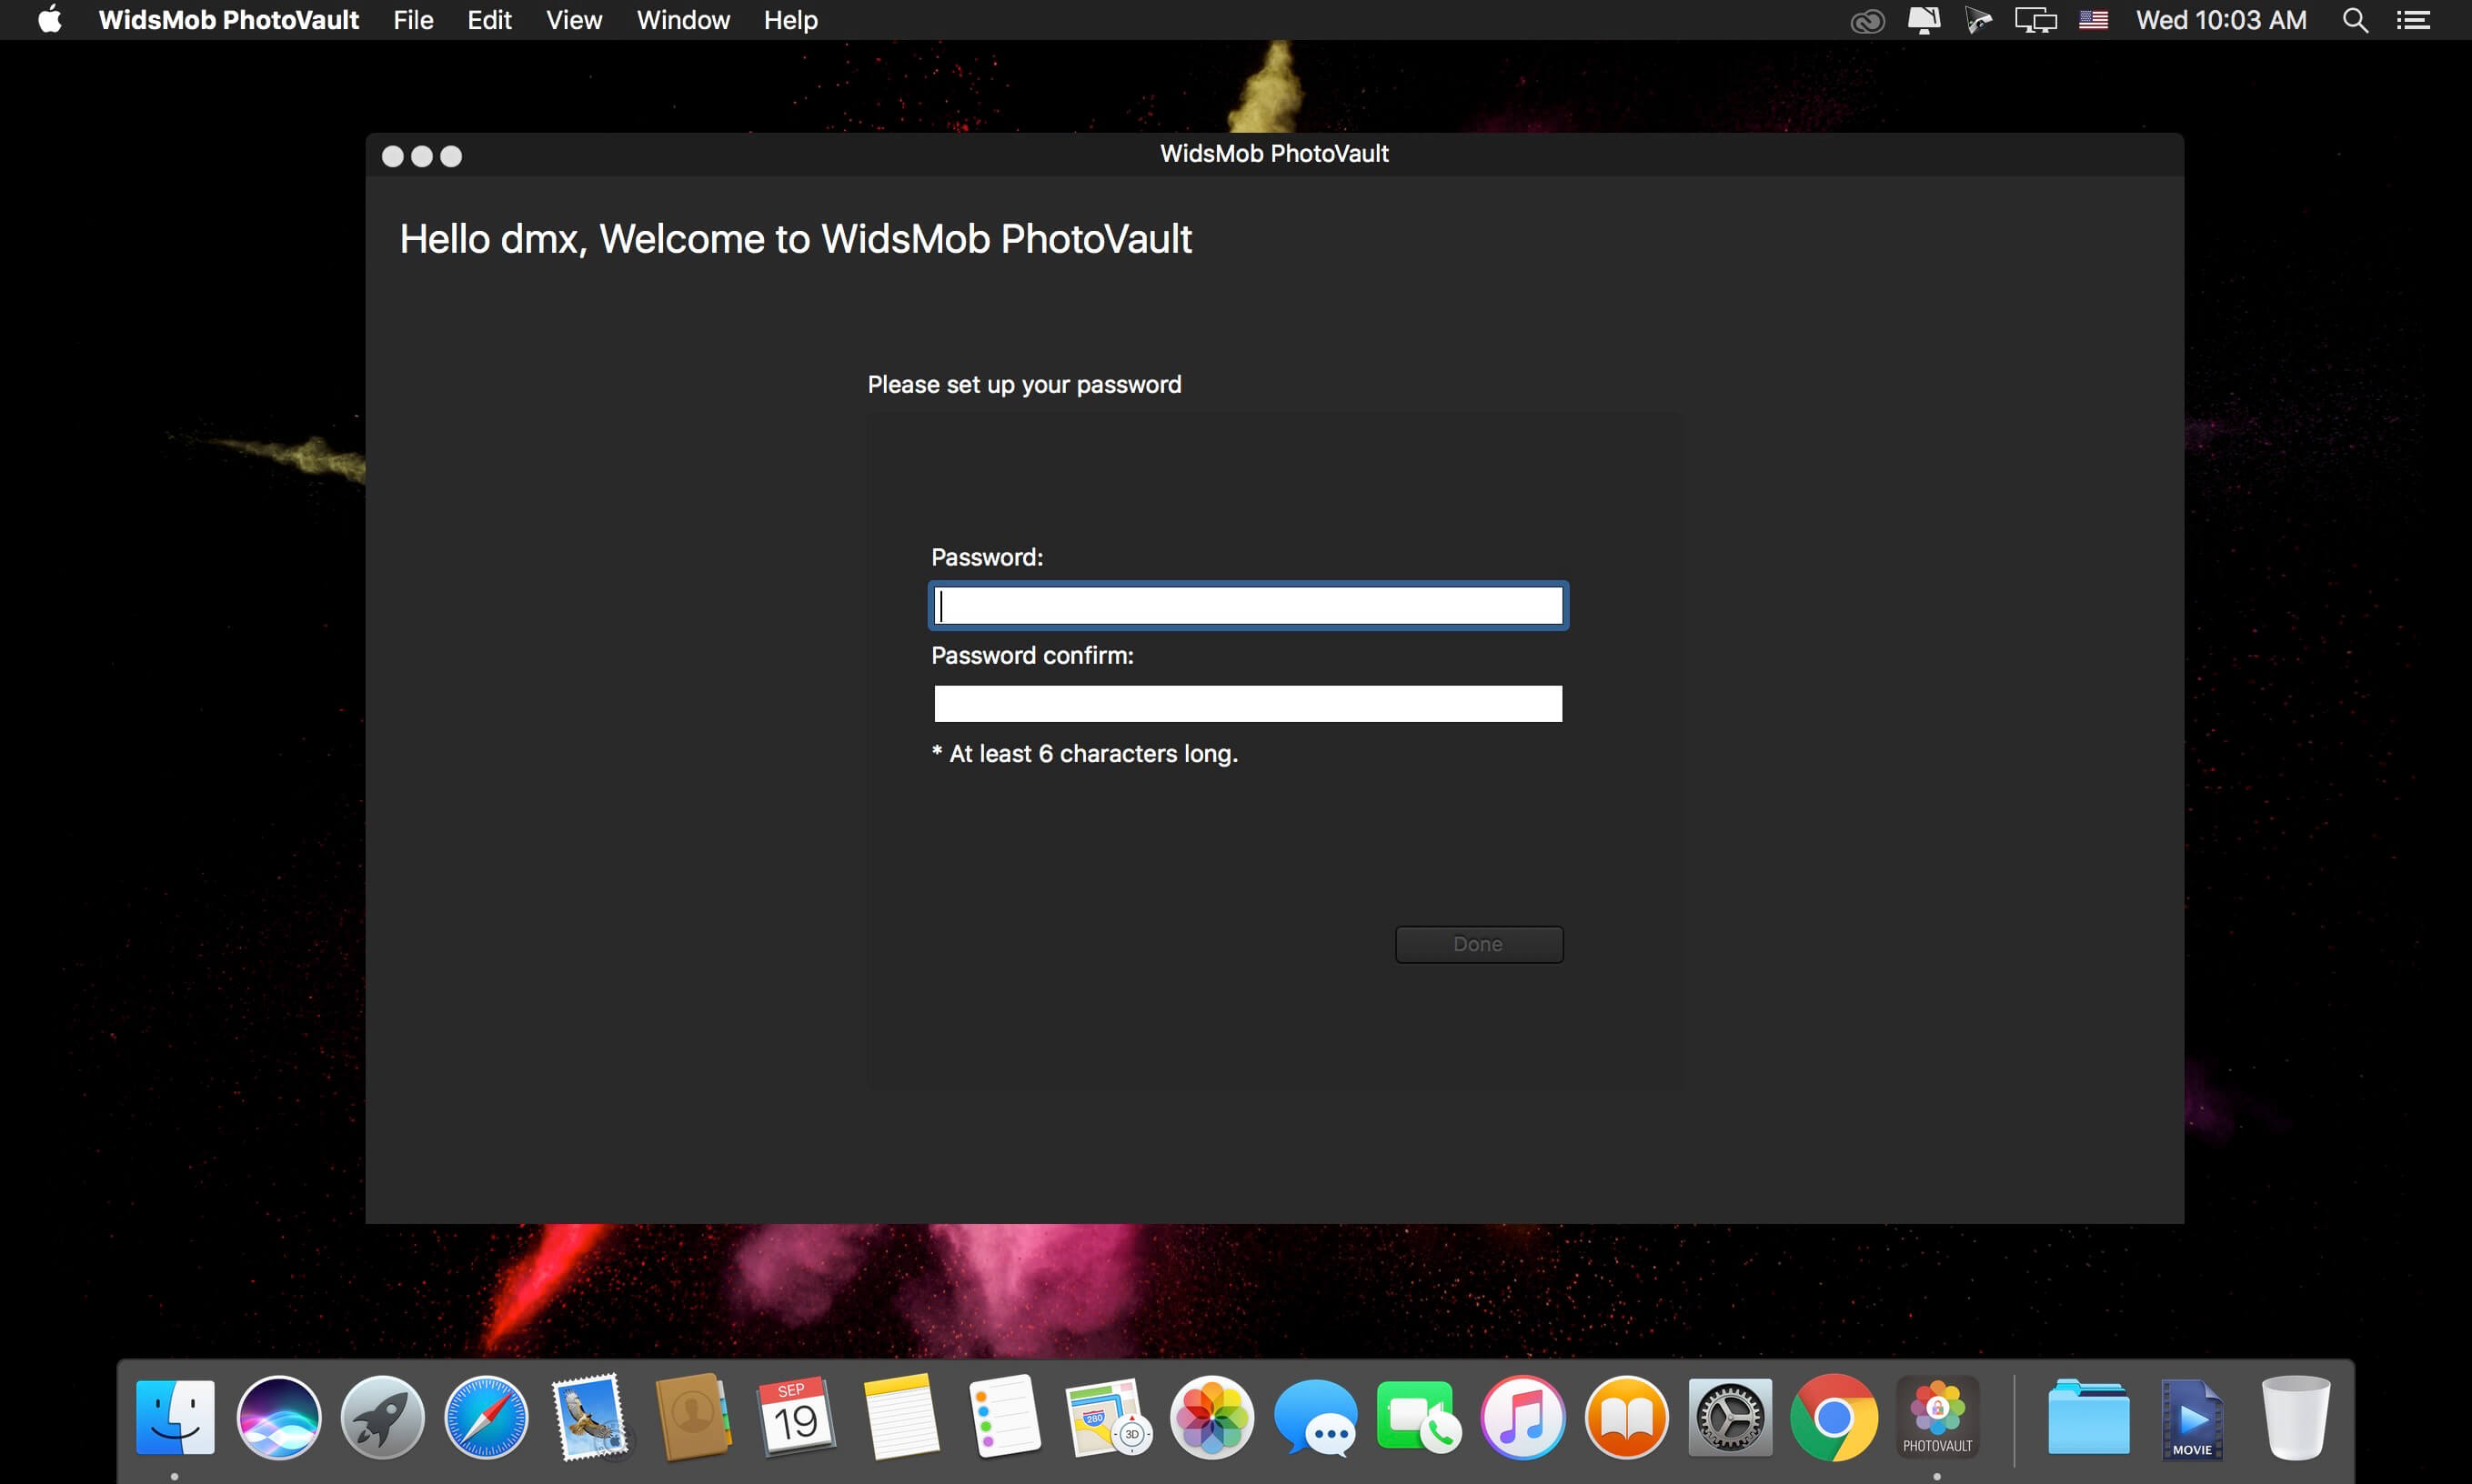 WidsMob PhotoVault File Edit View Window Help Wed 10:03 AM
WidsMob PhotoVault
Hello dmx, Welcome to WidsMob PhotoVault
Please set up your password
Password:
Password confirm:
* At least 6 characters long.
Done
SEP
19
280
3D
PHOTOVAULT
MOVIE